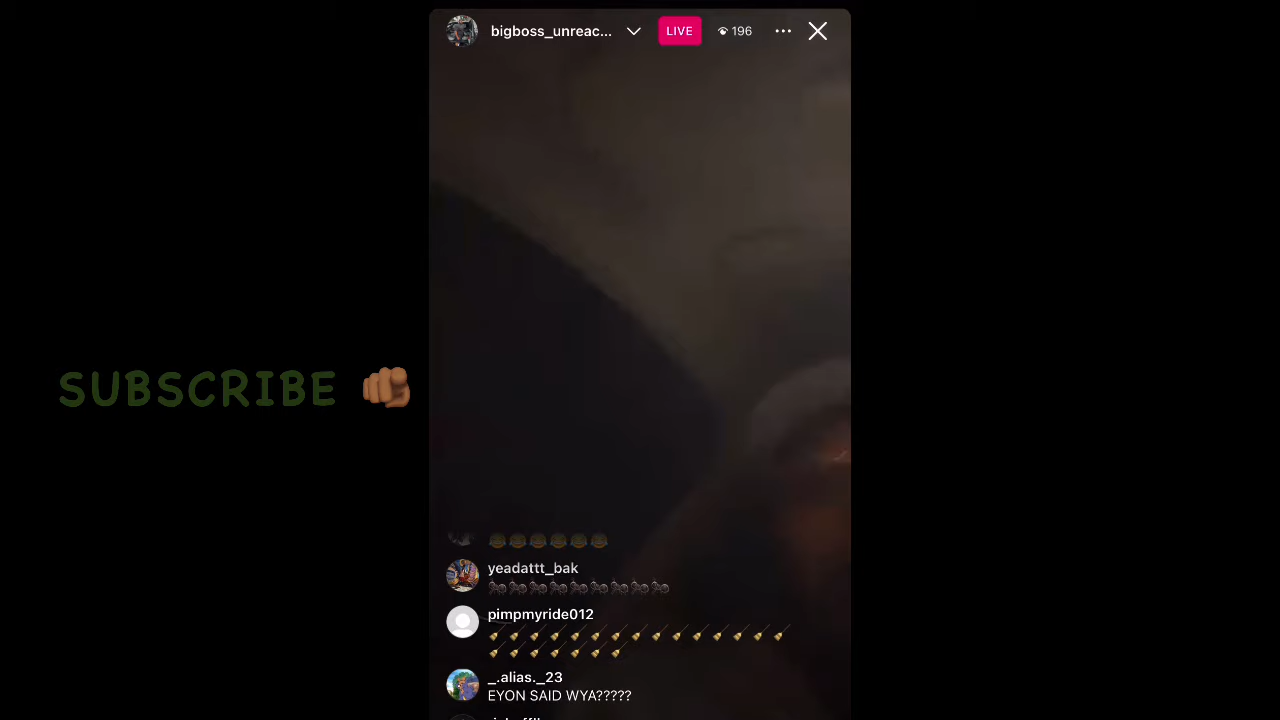 bigboss_unreac...
LIVE
196
SUBSCRIBE
yeadattt_bak
pimpmyride012
_.alias._23
EYON SAID WYA?????